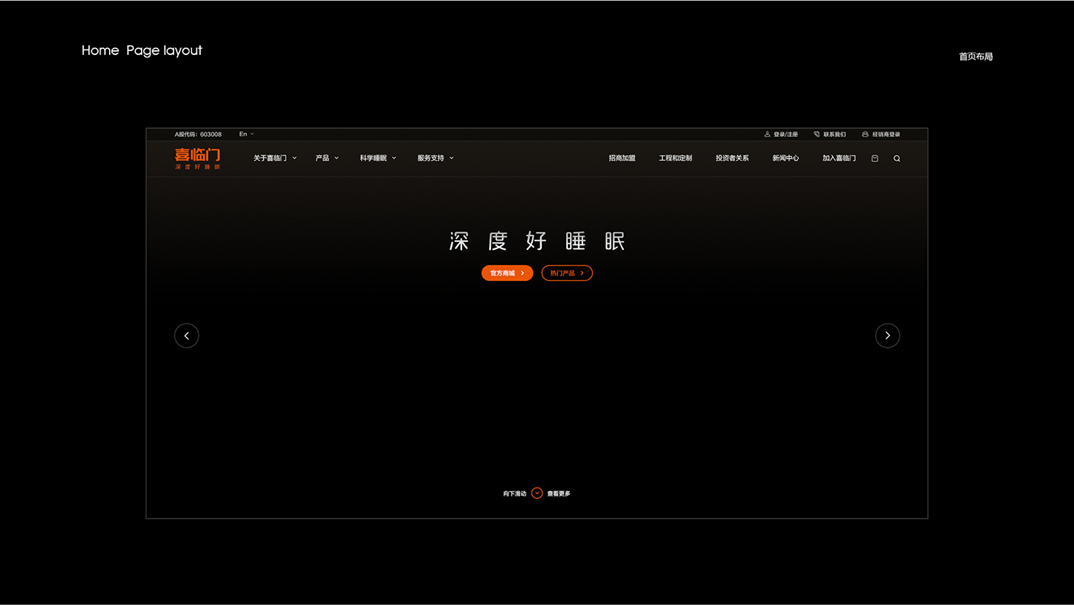 Home Page layout
首页布局
A股代码：603008 En 登录/注册 联系我们 经销商登录
喜临门
深度好睡眠
关于喜临门 产品 科学睡眠 服务支持 招商加盟 工程和定制 投资者关系 新闻中心 加入喜临门
深度好睡眠
官方商城 热门产品
向下滑动 查看更多